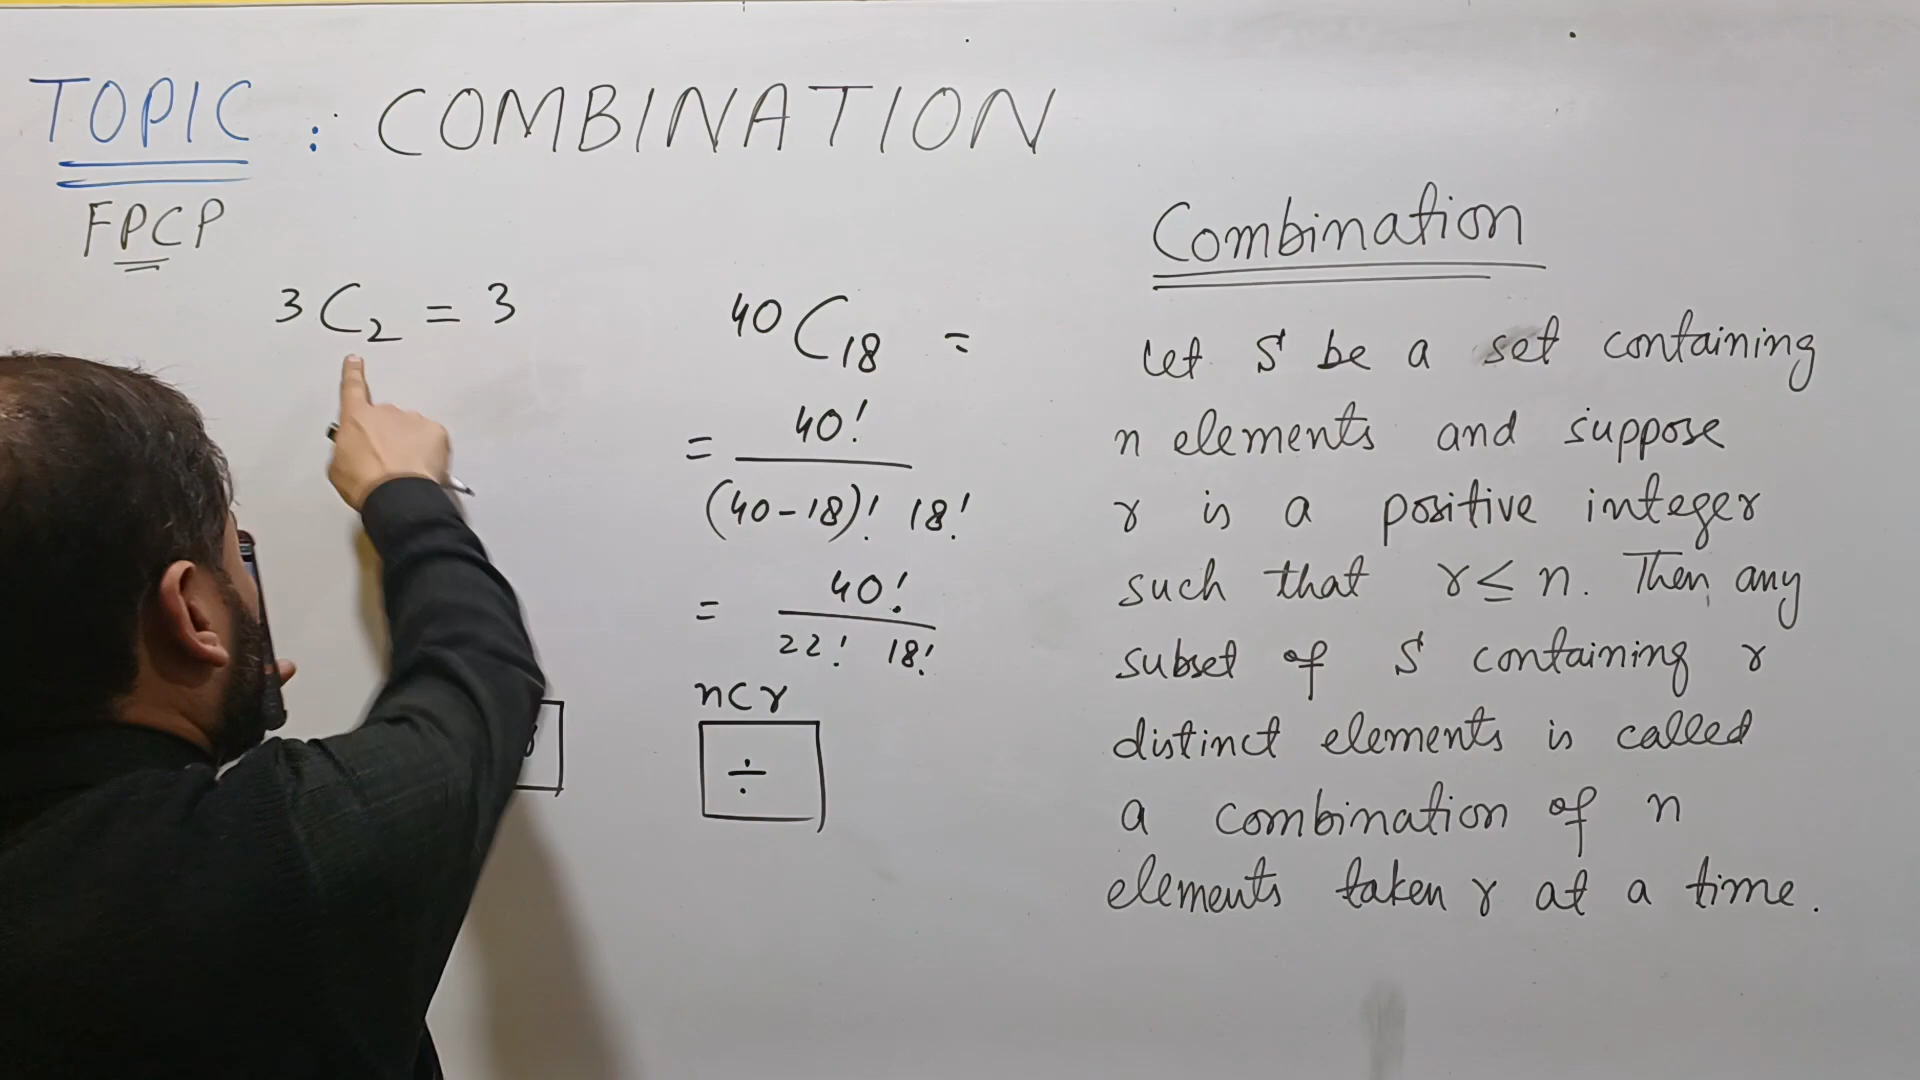 TOPIC : COMBINATION
FPCP
³C₂ = 3
⁴⁰C₁₈ =
= 40! / (40-18)! 18!
= 40! / 22! 18!
nCr
÷
Combination
Let S be a set containing
n elements and suppose
r is a positive integer
such that r ≤ n. Then, any
subset of S containing r
distinct elements is called
a combination of n
elements taken r at a time.